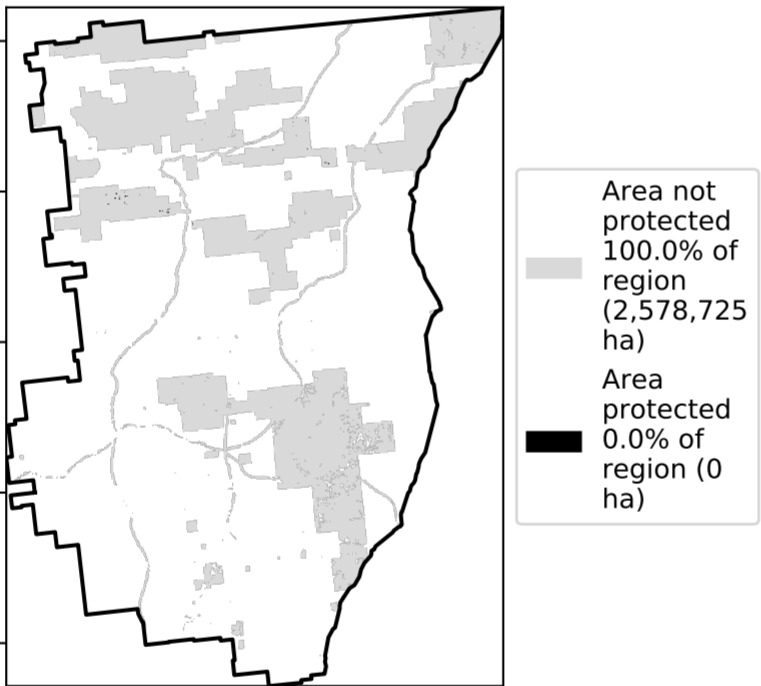 Area not
protected
100.0% of
region
(2,578,725
ha)
Area
protected
0.0% of
region (0
ha)